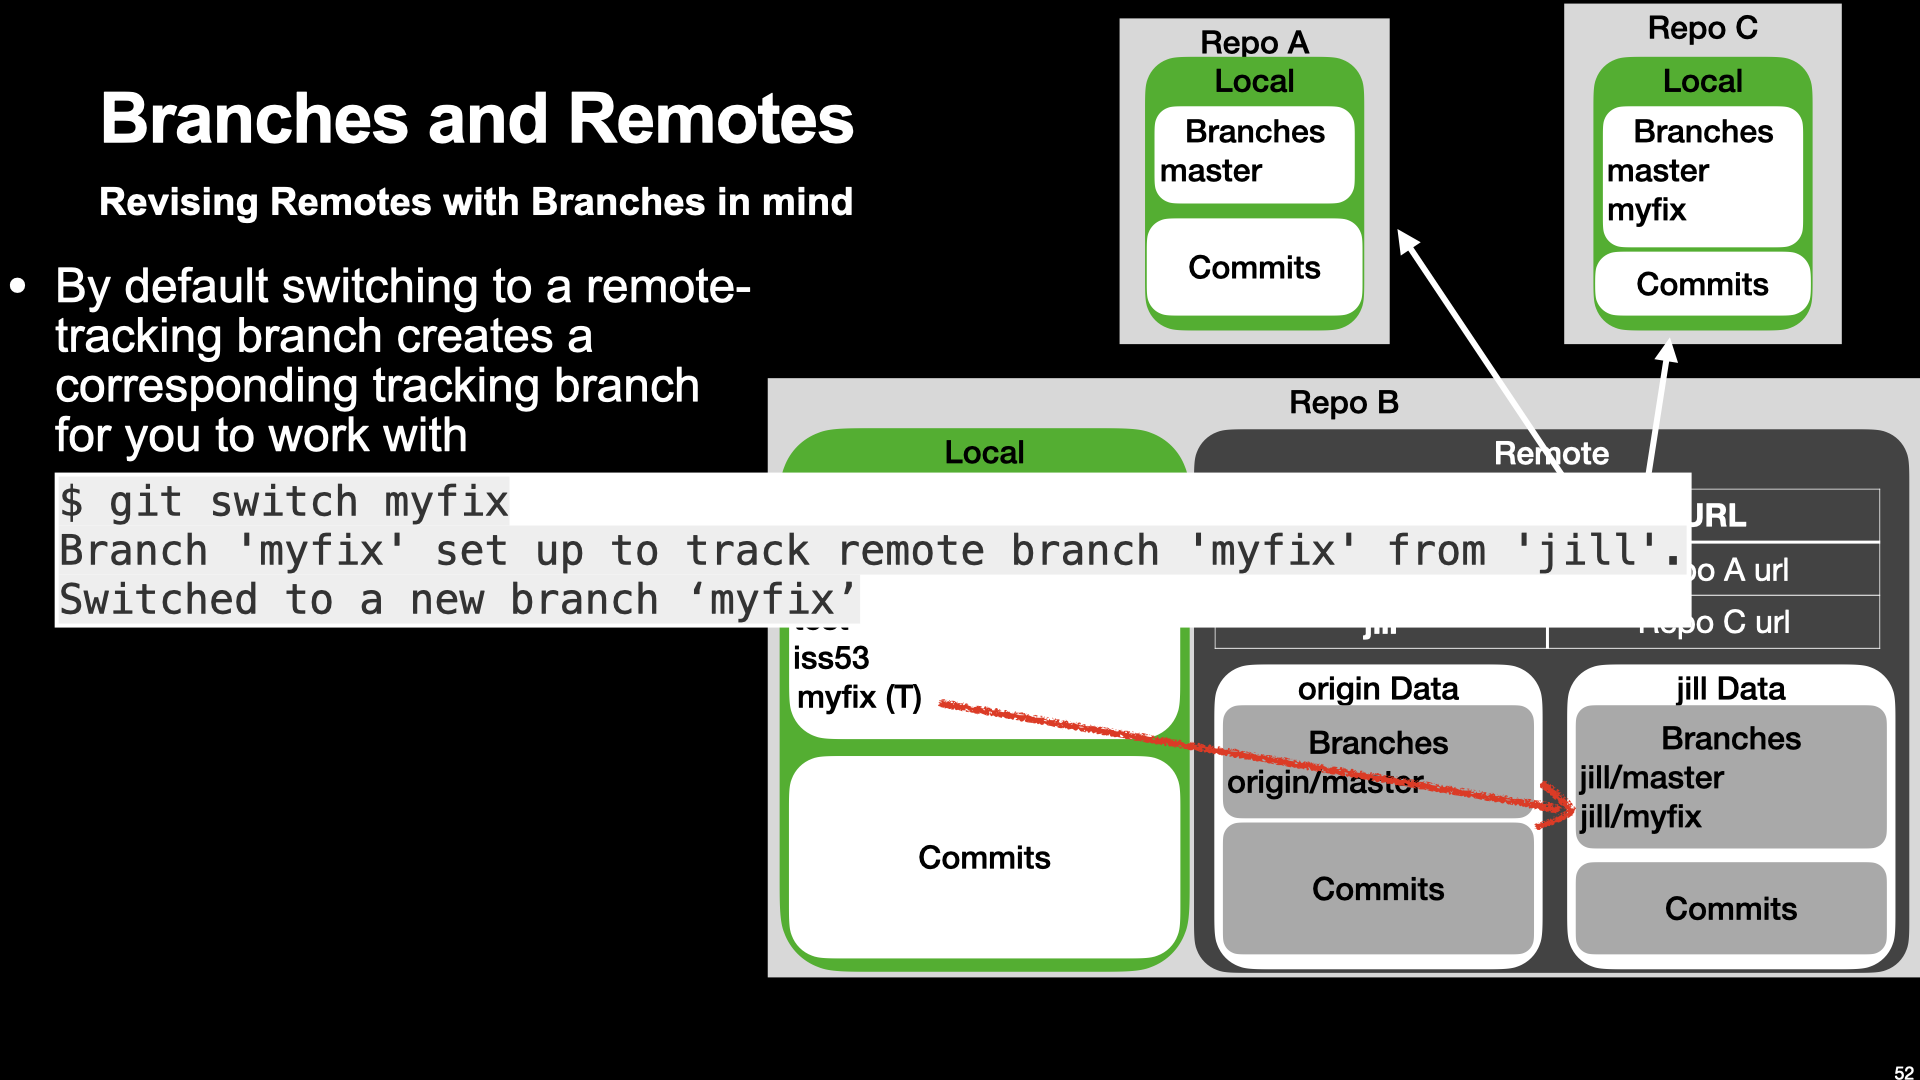 Branches and Remotes
Revising Remotes with Branches in mind
• By default switching to a remote-
tracking branch creates a
corresponding tracking branch
for you to work with
$ git switch myfix
Branch 'myfix' set up to track remote branch 'myfix' from 'jill'.
Switched to a new branch ‘myfix’
Repo A
Local
Branches
master
Commits
Repo C
Local
Branches
master
myfix
Commits
Repo B
Local
iss53
myfix (T)
Commits
Remote
URL
A url
jill
Repo C url
origin Data
Branches
origin/master
Commits
jill Data
Branches
jill/master
jill/myfix
Commits
52